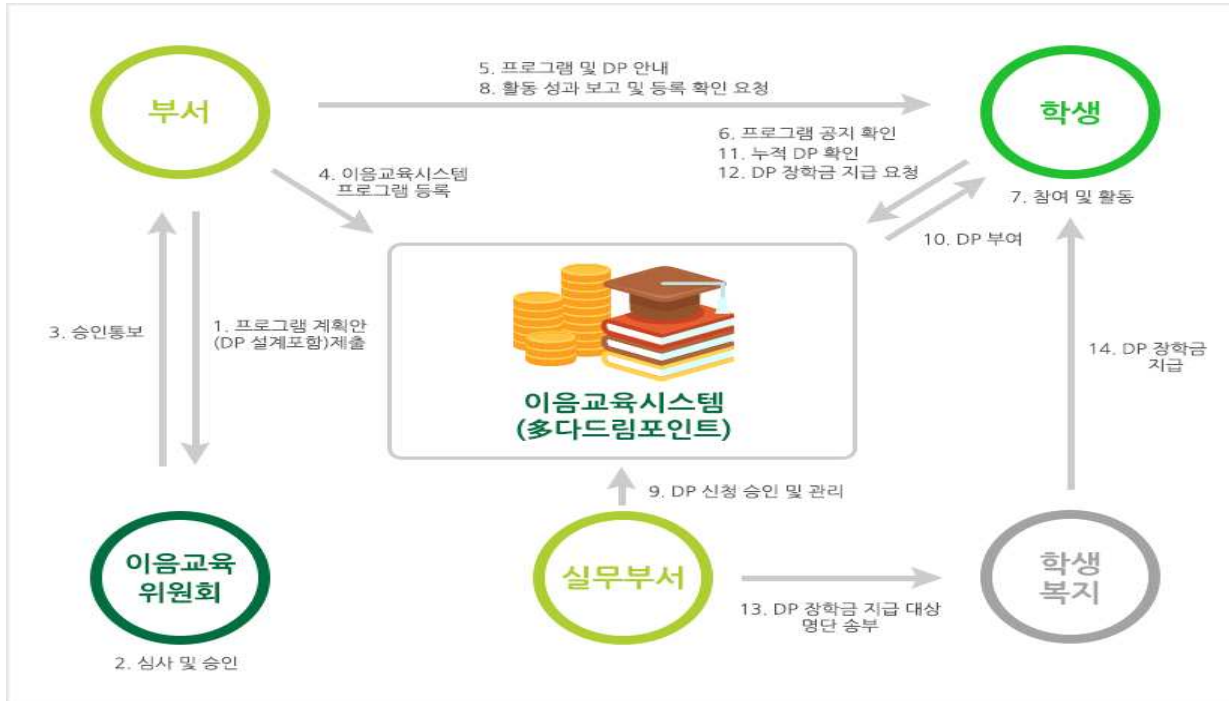 5. 프로그램 및 DP 안내
8. 활동 성과 보고 및 등록 확인 요청
부서
학생
6. 프로그램 공지 확인
11. 누적 DP 확인
12. DP 장학금 지급 요청
4. 이음교육시스템
프로그램 등록
7. 참여 및 활동
10. DP 부여
3. 승인통보
1. 프로그램 계획안
(DP 설계포함)제출
14. DP 장학금
지급
이음교육시스템
(多다드림포인트)
9. DP 신청 승인 및 관리
이음교육
위원회
실무부서
학생
복지
13. DP 장학금 지급 대상
명단 송부
2. 심사 및 승인